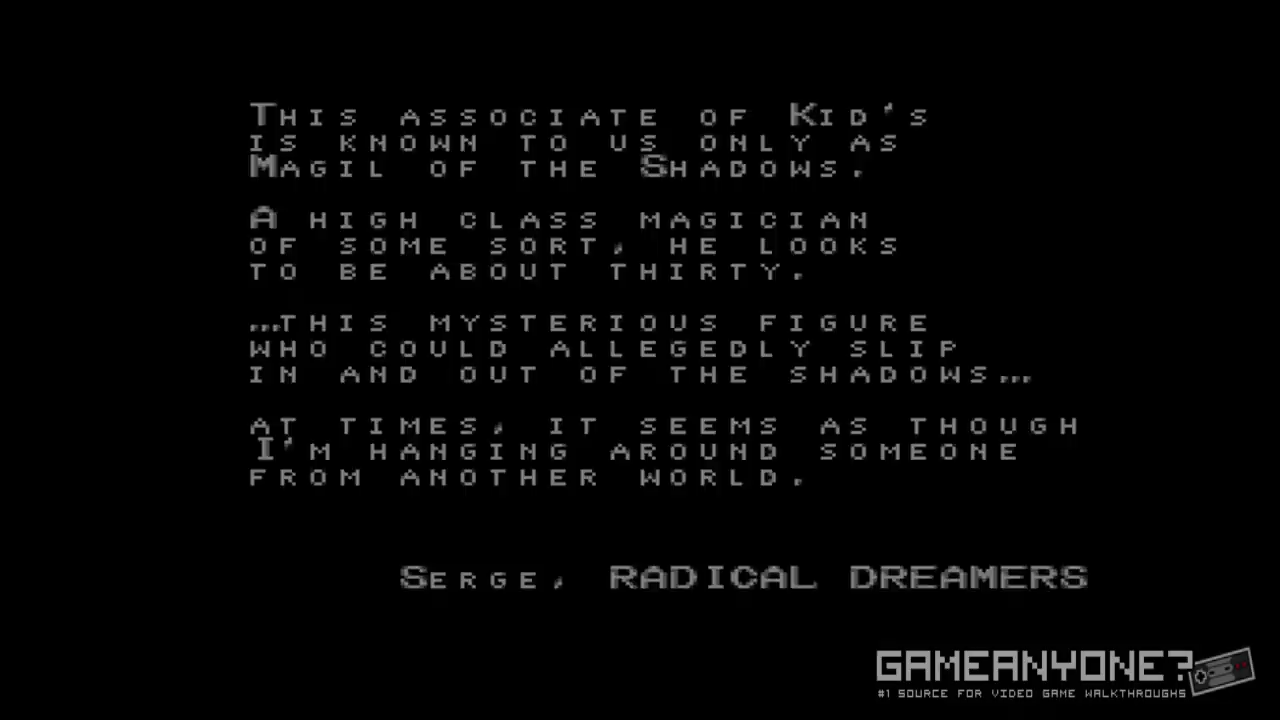 This associate of Kid's
is known to us only as
Magil of the Shadows.
A high class magician
of some sort, he looks
to be about thirty.
...this mysterious figure
who could allegedly slip
in and out of the shadows...
at times, it seems as though
I'm hanging around someone
from another world.
Serge, RADICAL DREAMERS
GAMEANYONE?
#1 SOURCE FOR VIDEO GAME WALKTHROUGHS